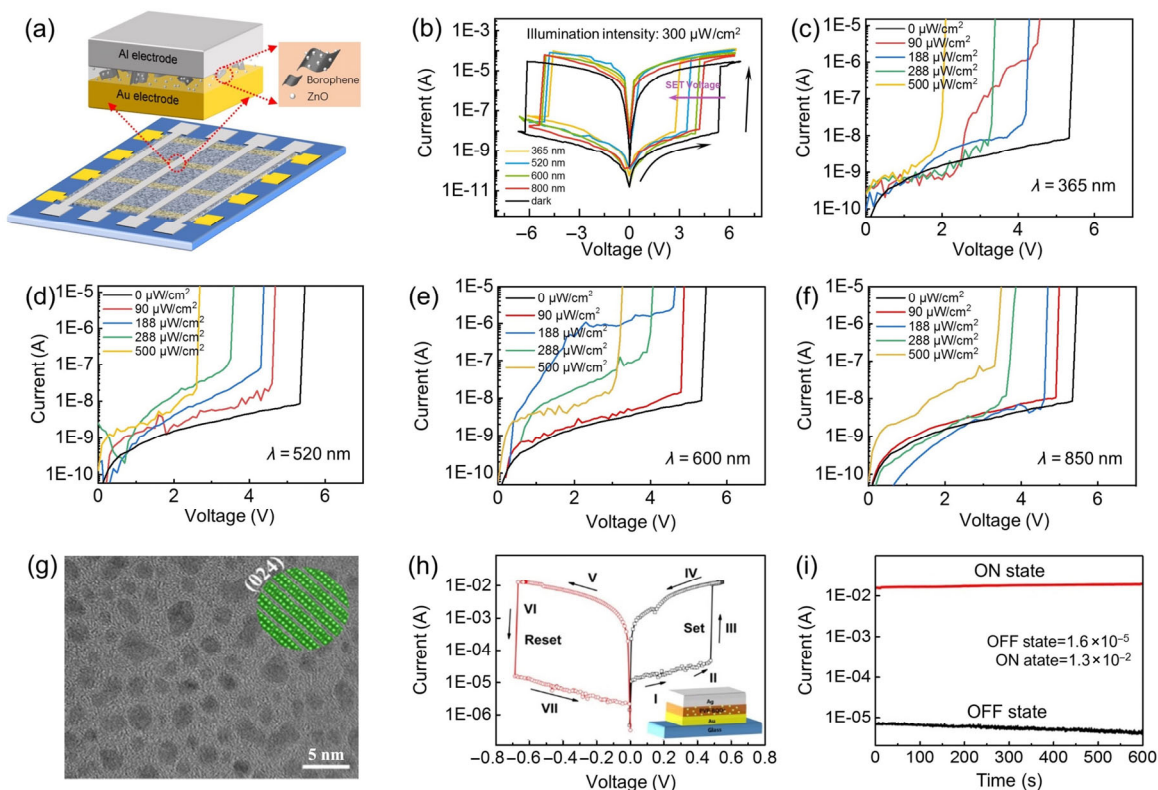 (a)
Al electrode
Au electrode
Borophene
ZnO
(b)
Illumination intensity: 300 μW/cm²
SET Voltage
365 nm
520 nm
600 nm
800 nm
dark
1E-3
1E-5
1E-7
1E-9
1E-11
Current (A)
−6 −3 0 3 6
Voltage (V)
(c)
0 μW/cm²
90 μW/cm²
188 μW/cm²
288 μW/cm²
500 μW/cm²
λ = 365 nm
1E-5
1E-6
1E-7
1E-8
1E-9
1E-10
Current (A)
0 2 4 6
Voltage (V)
(d)
0 μW/cm²
90 μW/cm²
188 μW/cm²
288 μW/cm²
500 μW/cm²
λ = 520 nm
1E-5
1E-6
1E-7
1E-8
1E-9
1E-10
Current (A)
0 2 4 6
Voltage (V)
(e)
0 μW/cm²
90 μW/cm²
188 μW/cm²
288 μW/cm²
500 μW/cm²
λ = 600 nm
1E-5
1E-6
1E-7
1E-8
1E-9
1E-10
Current (A)
0 2 4 6
Voltage (V)
(f)
0 μW/cm²
90 μW/cm²
188 μW/cm²
288 μW/cm²
500 μW/cm²
λ = 850 nm
1E-5
1E-6
1E-7
1E-8
1E-9
1E-10
Current (A)
0 2 4 6
Voltage (V)
(g)
(024)
5 nm
(h)
V
IV
VI
Reset
Set
III
I
II
VII
Ag
Au
Glass
1E-02
1E-03
1E-04
1E-05
1E-06
Current (A)
−0.8 −0.6 −0.4 −0.2 0.0 0.2 0.4 0.6 0.8
Voltage (V)
(i)
ON state
OFF state=1.6×10⁻⁵
ON atate=1.3×10⁻²
OFF state
1E-02
1E-03
1E-04
1E-05
Current (A)
0 100 200 300 400 500 600
Time (s)